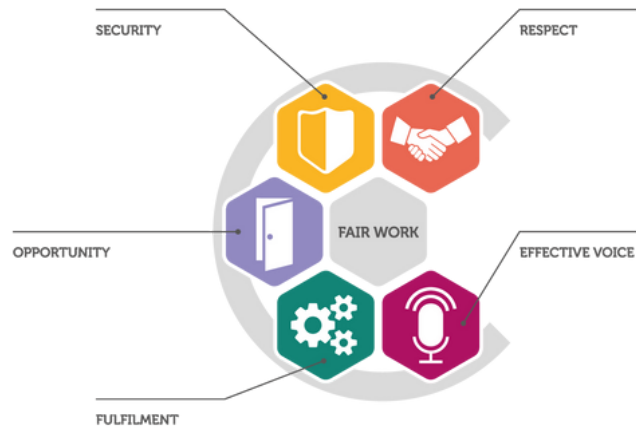 SECURITY
RESPECT
OPPORTUNITY
FAIR WORK
EFFECTIVE VOICE
FULFILMENT